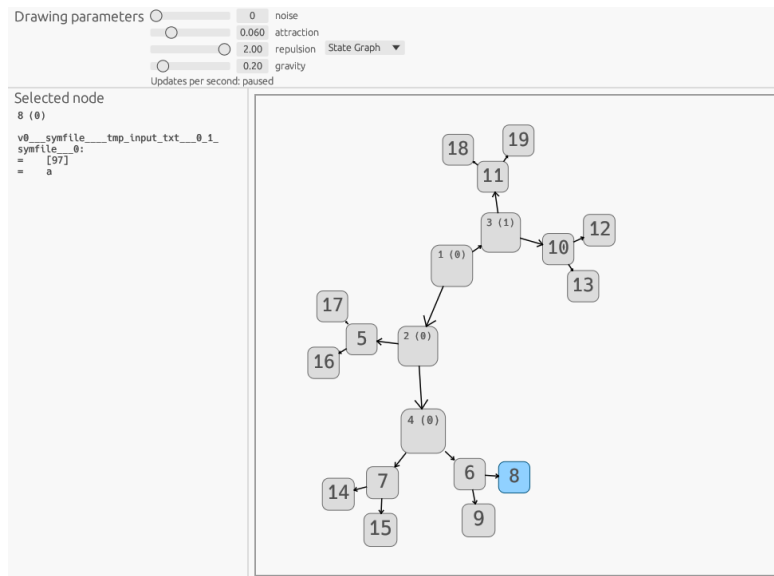 Drawing parameters
0 noise
0.060 attraction
2.00 repulsion State Graph
0.20 gravity
Updates per second: paused
Selected node
8 (0)
v0___symfile____tmp_input_txt___0_1_
symfile___0:
= [97]
= a
19
18
11
3 (1)
12
10
1 (0)
13
17
5
2 (0)
16
4 (0)
6
8
7
14
9
15